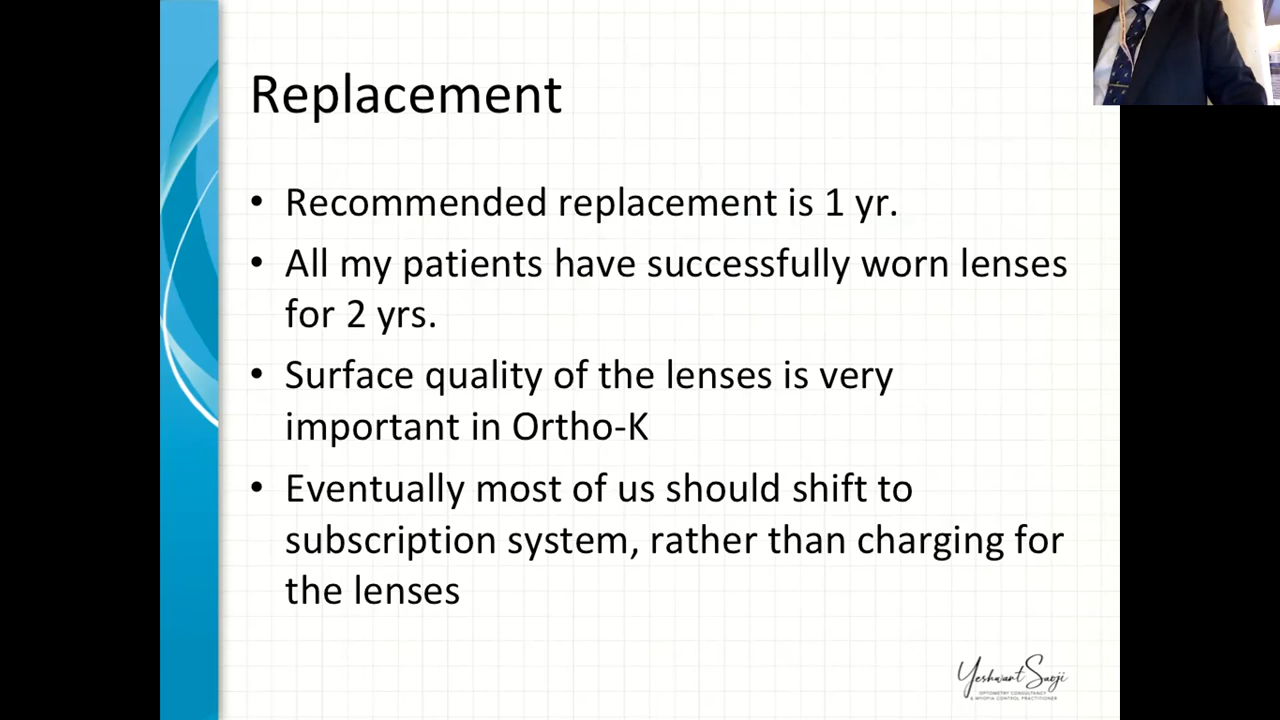 Replacement
• Recommended replacement is 1 yr.
• All my patients have successfully worn lenses
for 2 yrs.
• Surface quality of the lenses is very
important in Ortho-K
• Eventually most of us should shift to
subscription system, rather than charging for
the lenses
Yeshwant Saoji
OPTOMETRY CONSULTANCY
& MYOPIA CONTROL PRACTITIONER